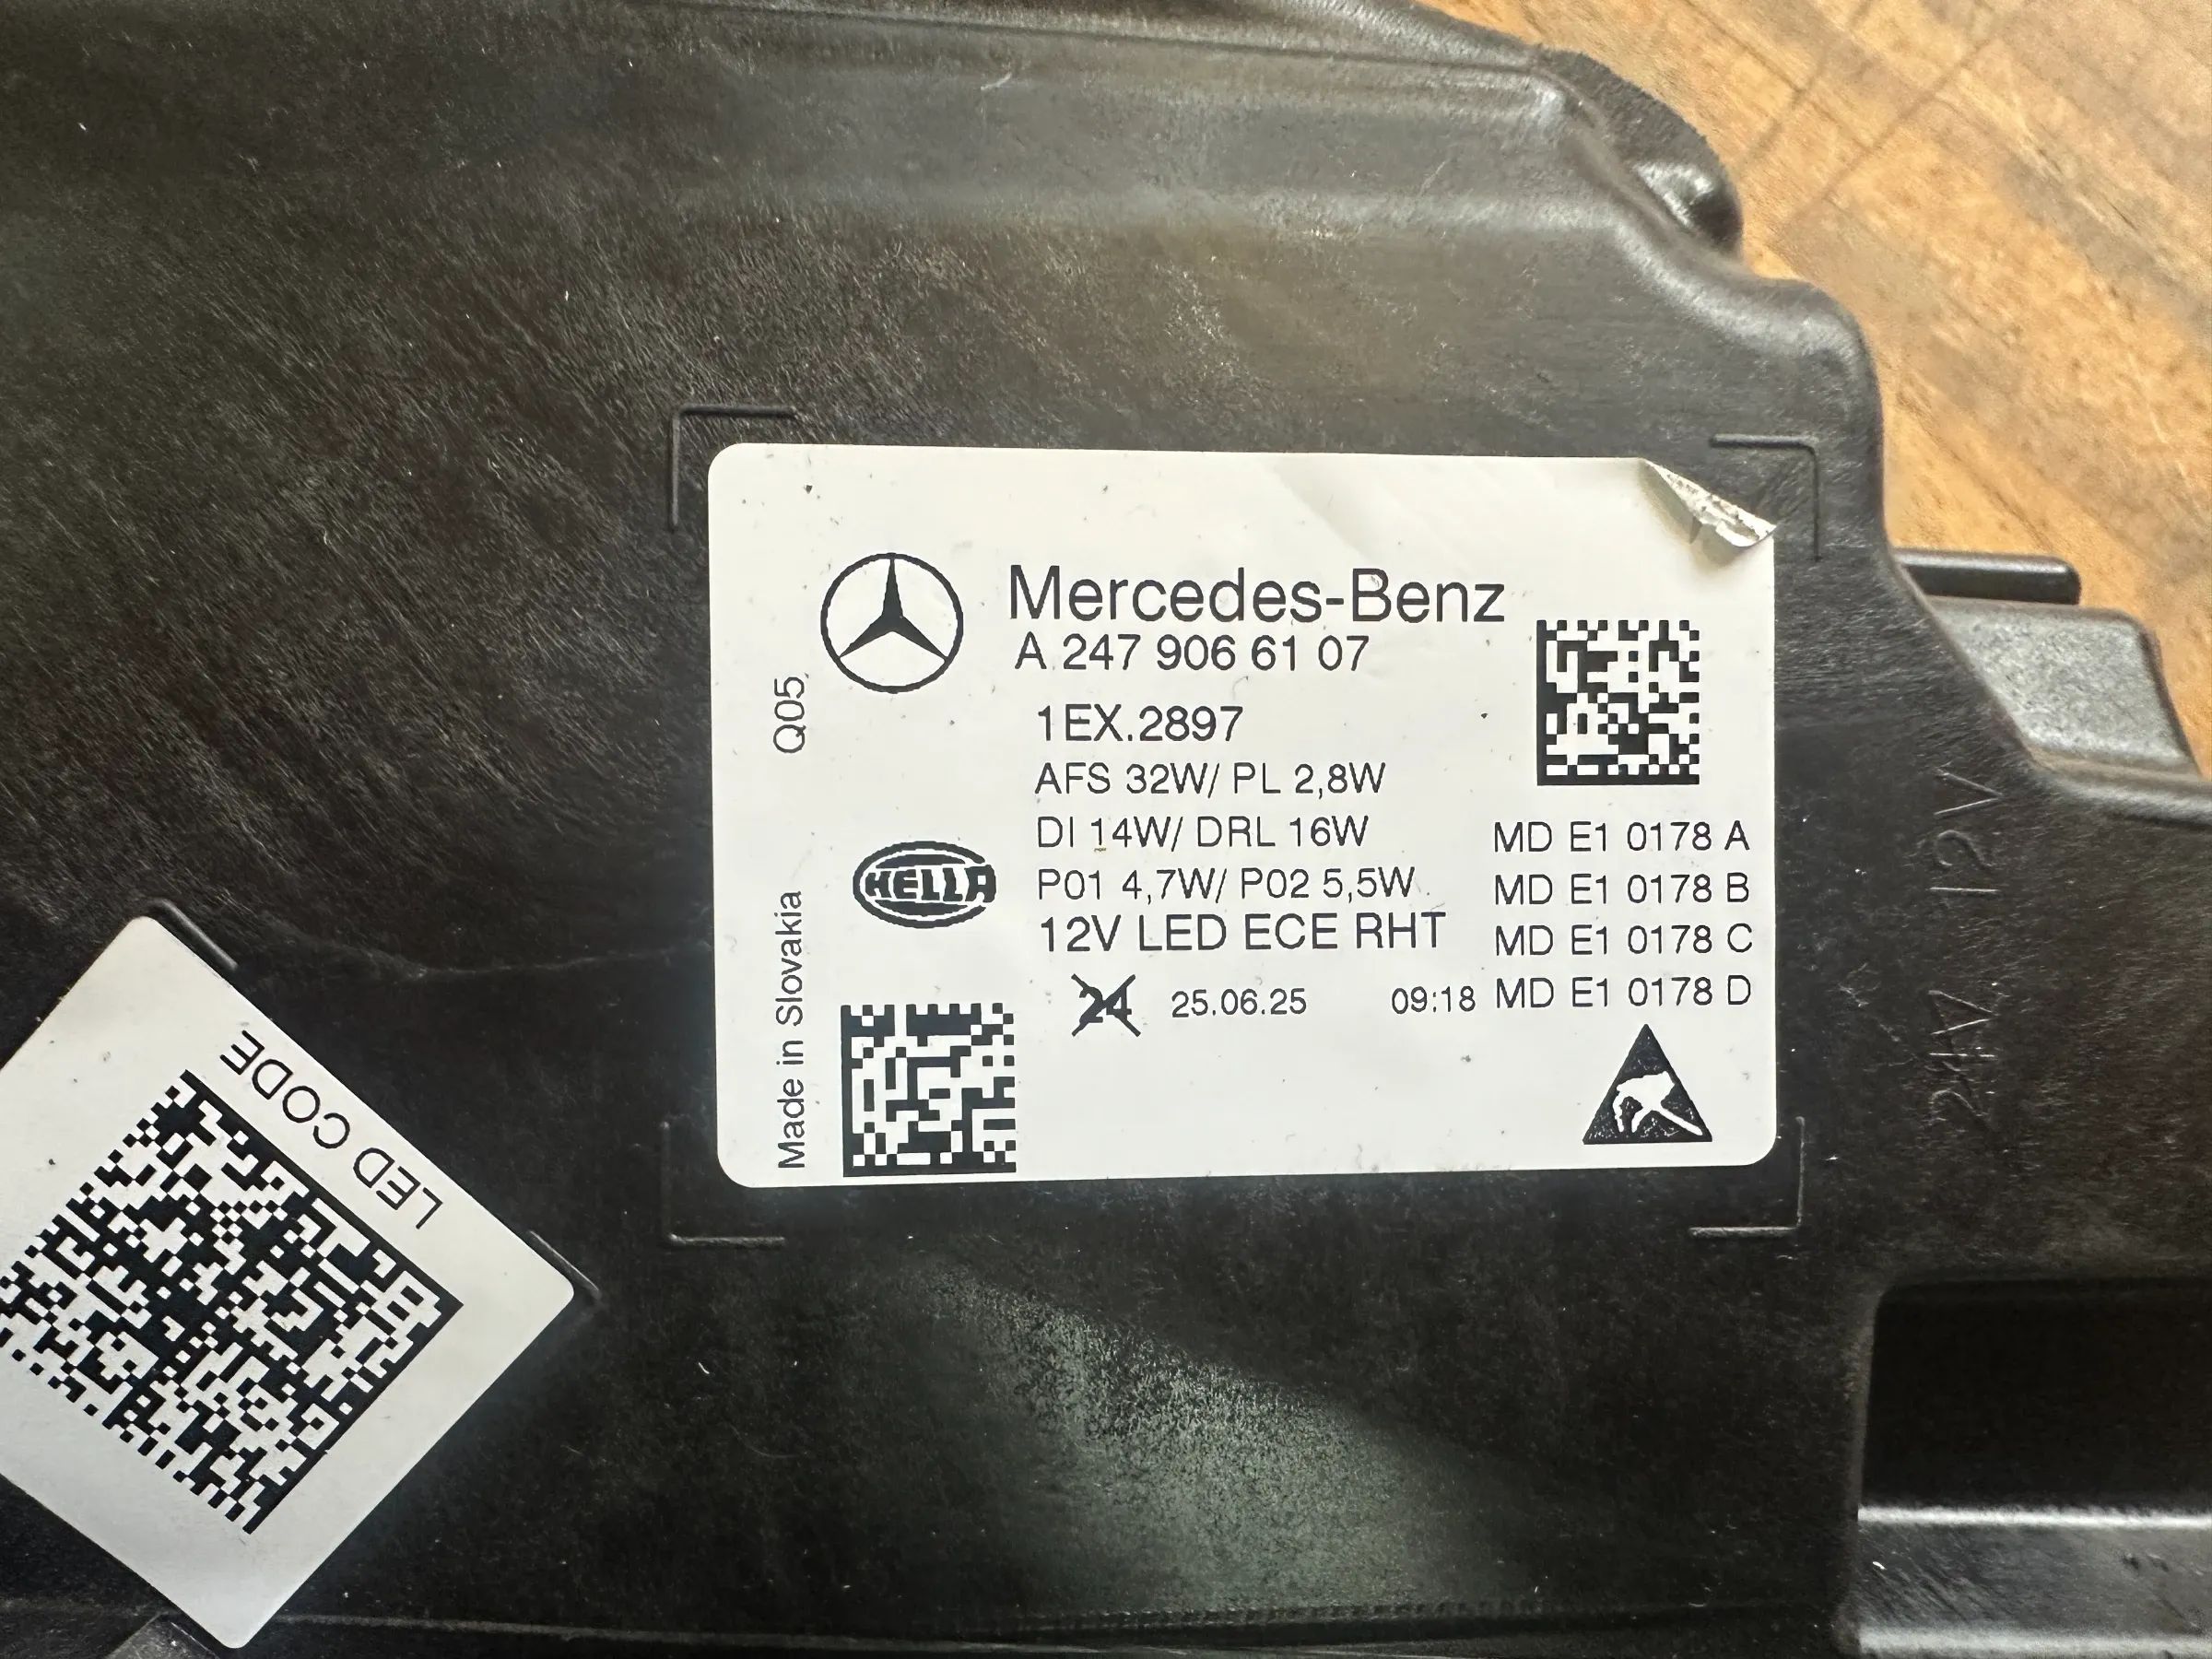 Mercedes-Benz
A 247 906 61 07
1EX.2897
AFS 32W/ PL 2,8W
DI 14W/ DRL 16W
P01 4,7W/ P02 5,5W
12V LED ECE RHT
24 25.06.25 09:18
MD E1 0178 A
MD E1 0178 B
MD E1 0178 C
MD E1 0178 D
HELLA
Q05
Made in Slovakia
LED CODE
24V 12V